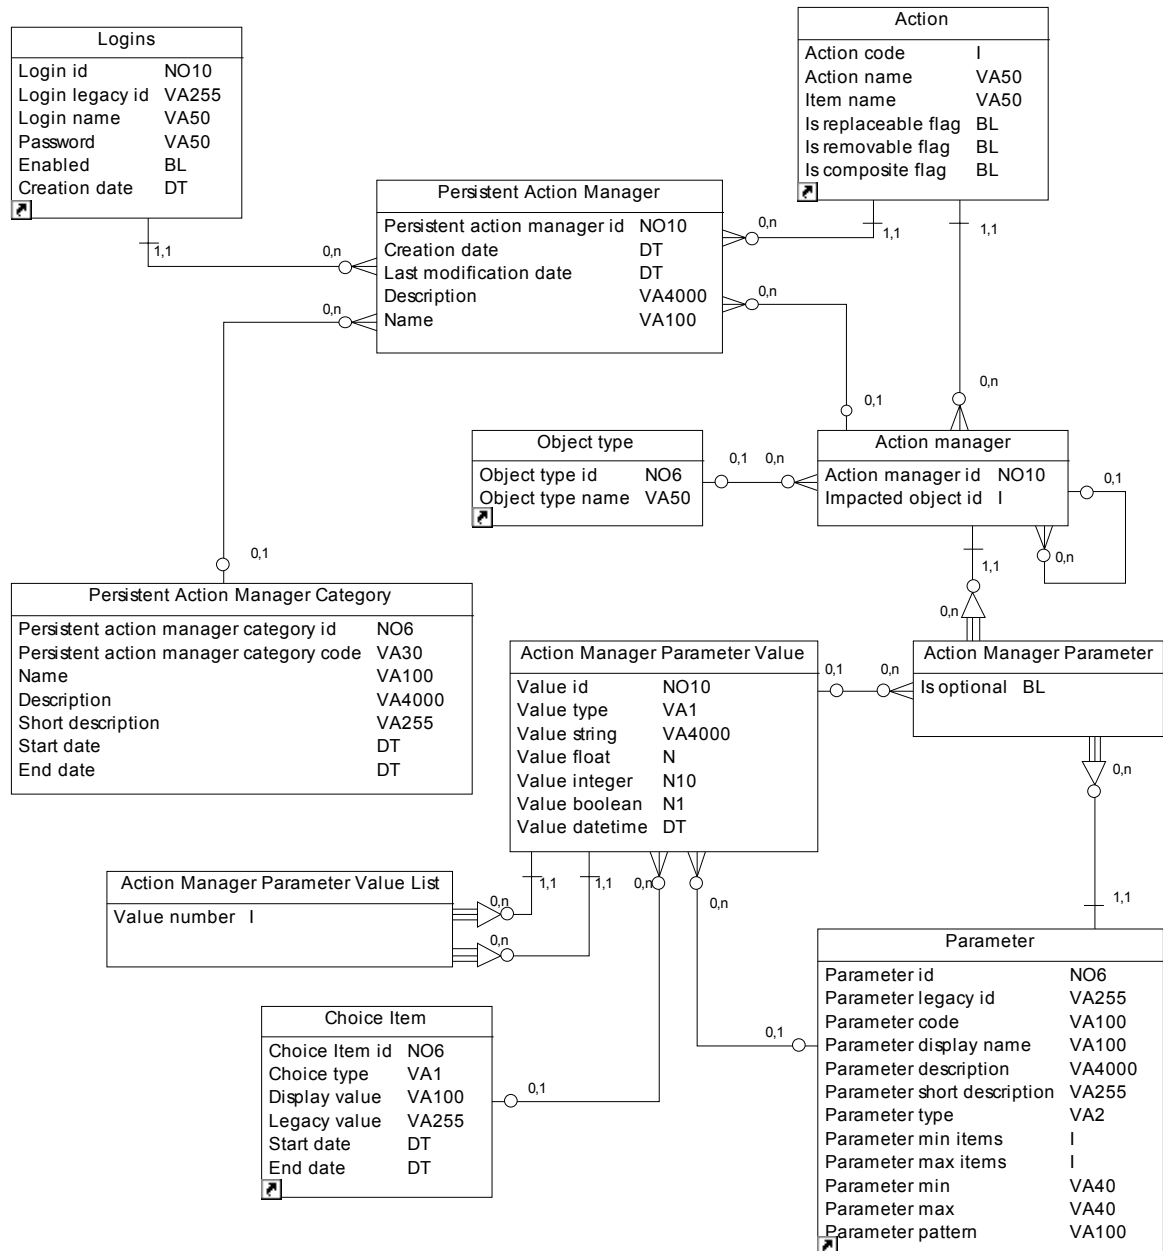 Logins
Login id NO10
Login legacy id VA255
Login name VA50
Password VA50
Enabled BL
Creation date DT
Action
Action code I
Action name VA50
Item name VA50
Is replaceable flag BL
Is removable flag BL
Is composite flag BL
Persistent Action Manager
Persistent action manager id NO10
Creation date DT
Last modification date DT
Description VA4000
Name VA100
1,1
0,n
0,n
0,n
1,1
1,1
0,n
0,1
0,n
Object type
Object type id NO6
Object type name VA50
0,1
0,n
Action manager
Action manager id NO10
Impacted object id I
0,1
0,n
1,1
0,n
0,1
Persistent Action Manager Category
Persistent action manager category id NO6
Persistent action manager category code VA30
Name VA100
Description VA4000
Short description VA255
Start date DT
End date DT
Action Manager Parameter Value
Value id NO10
Value type VA1
Value string VA4000
Value float N
Value integer N10
Value boolean N1
Value datetime DT
0,1
0,n
Action Manager Parameter
Is optional BL
0,n
1,1
Action Manager Parameter Value List
Value number I
0,n
0,n
1,1
1,1
0,n
0,n
Choice Item
Choice Item id NO6
Choice type VA1
Display value VA100
Legacy value VA255
Start date DT
End date DT
0,1
0,1
Parameter
Parameter id NO6
Parameter legacy id VA255
Parameter code VA100
Parameter display name VA100
Parameter description VA4000
Parameter short description VA255
Parameter type VA2
Parameter min items I
Parameter max items I
Parameter min VA40
Parameter max VA40
Parameter pattern VA100